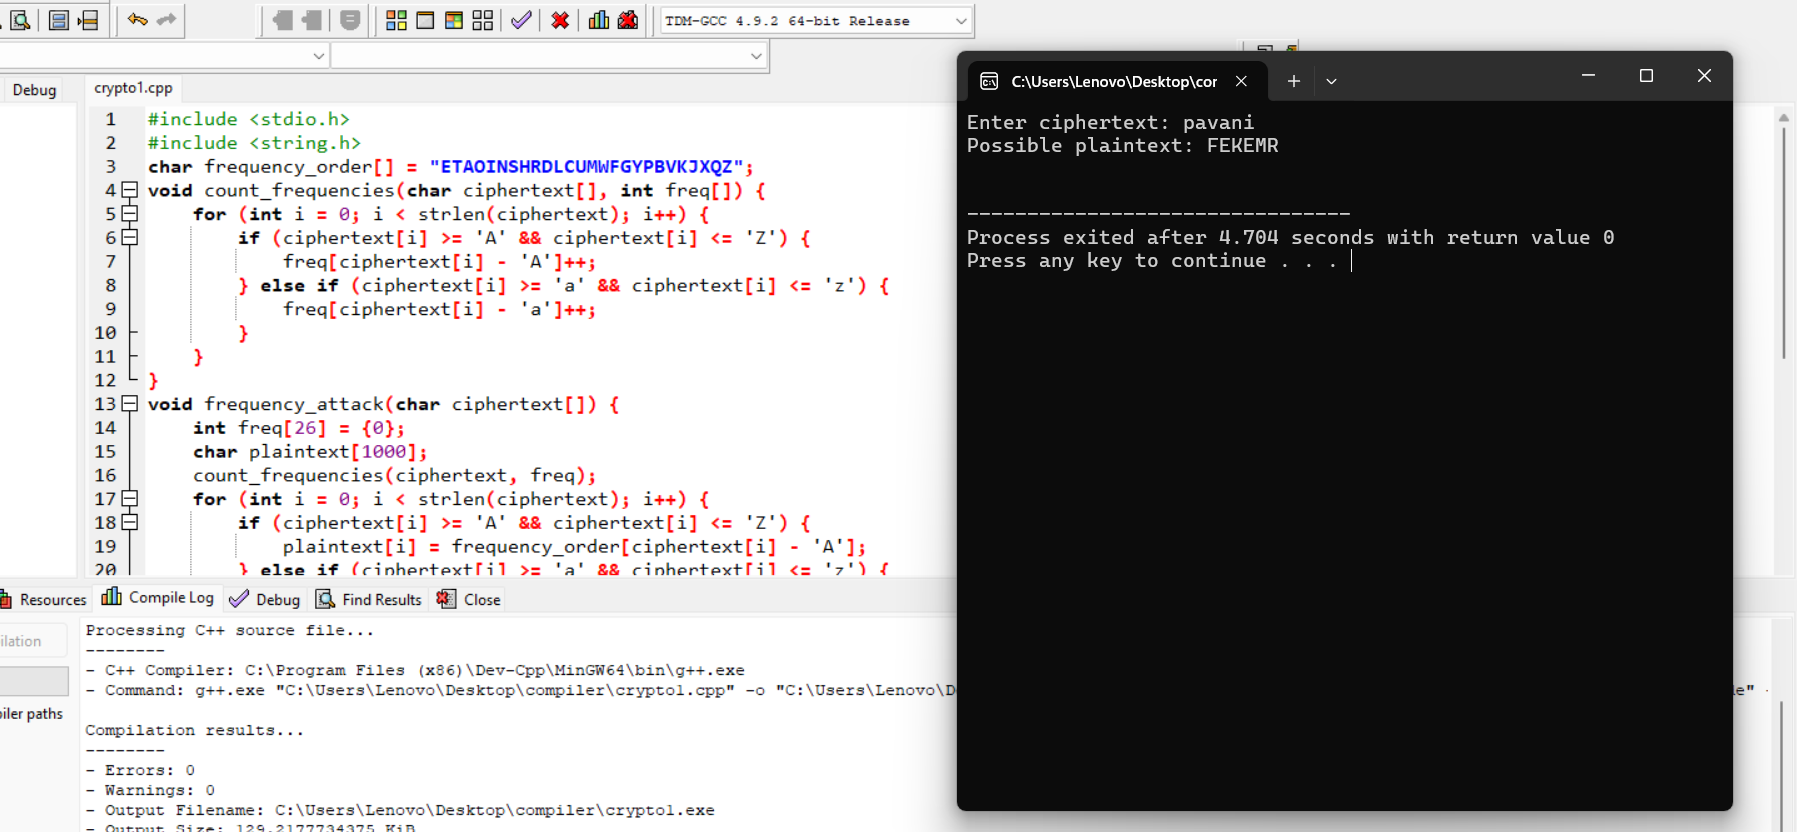 TDM-GCC 4.9.2 64-bit Release
Debug
crypto1.cpp
1 #include <stdio.h>
2 #include <string.h>
3 char frequency_order[] = "ETAOINSHRDLCUMWFGYPBVKJXQZ";
4 void count_frequencies(char ciphertext[], int freq[]) {
5 for (int i = 0; i < strlen(ciphertext); i++) {
6 if (ciphertext[i] >= 'A' && ciphertext[i] <= 'Z') {
7 freq[ciphertext[i] - 'A']++;
8 } else if (ciphertext[i] >= 'a' && ciphertext[i] <= 'z') {
9 freq[ciphertext[i] - 'a']++;
10 }
11 }
12 }
13 void frequency_attack(char ciphertext[]) {
14 int freq[26] = {0};
15 char plaintext[1000];
16 count_frequencies(ciphertext, freq);
17 for (int i = 0; i < strlen(ciphertext); i++) {
18 if (ciphertext[i] >= 'A' && ciphertext[i] <= 'Z') {
19 plaintext[i] = frequency_order[ciphertext[i] - 'A'];
20 } else if (ciphertext[i] >= 'a' && ciphertext[i] <= 'z') {
C:\Users\Lenovo\Desktop\cor
Enter ciphertext: pavani
Possible plaintext: FEKEMR
--------------------------------
Process exited after 4.704 seconds with return value 0
Press any key to continue . . .
Resources Compile Log Debug Find Results Close
ilation
iler paths
Processing C++ source file...
--------
- C++ Compiler: C:\Program Files (x86)\Dev-Cpp\MinGW64\bin\g++.exe
- Command: g++.exe "C:\Users\Lenovo\Desktop\compiler\crypto1.cpp" -o "C:\Users\Lenovo\D le" -
Compilation results...
--------
- Errors: 0
- Warnings: 0
- Output Filename: C:\Users\Lenovo\Desktop\compiler\crypto1.exe
- Output Size: 129.2177734375 KiB